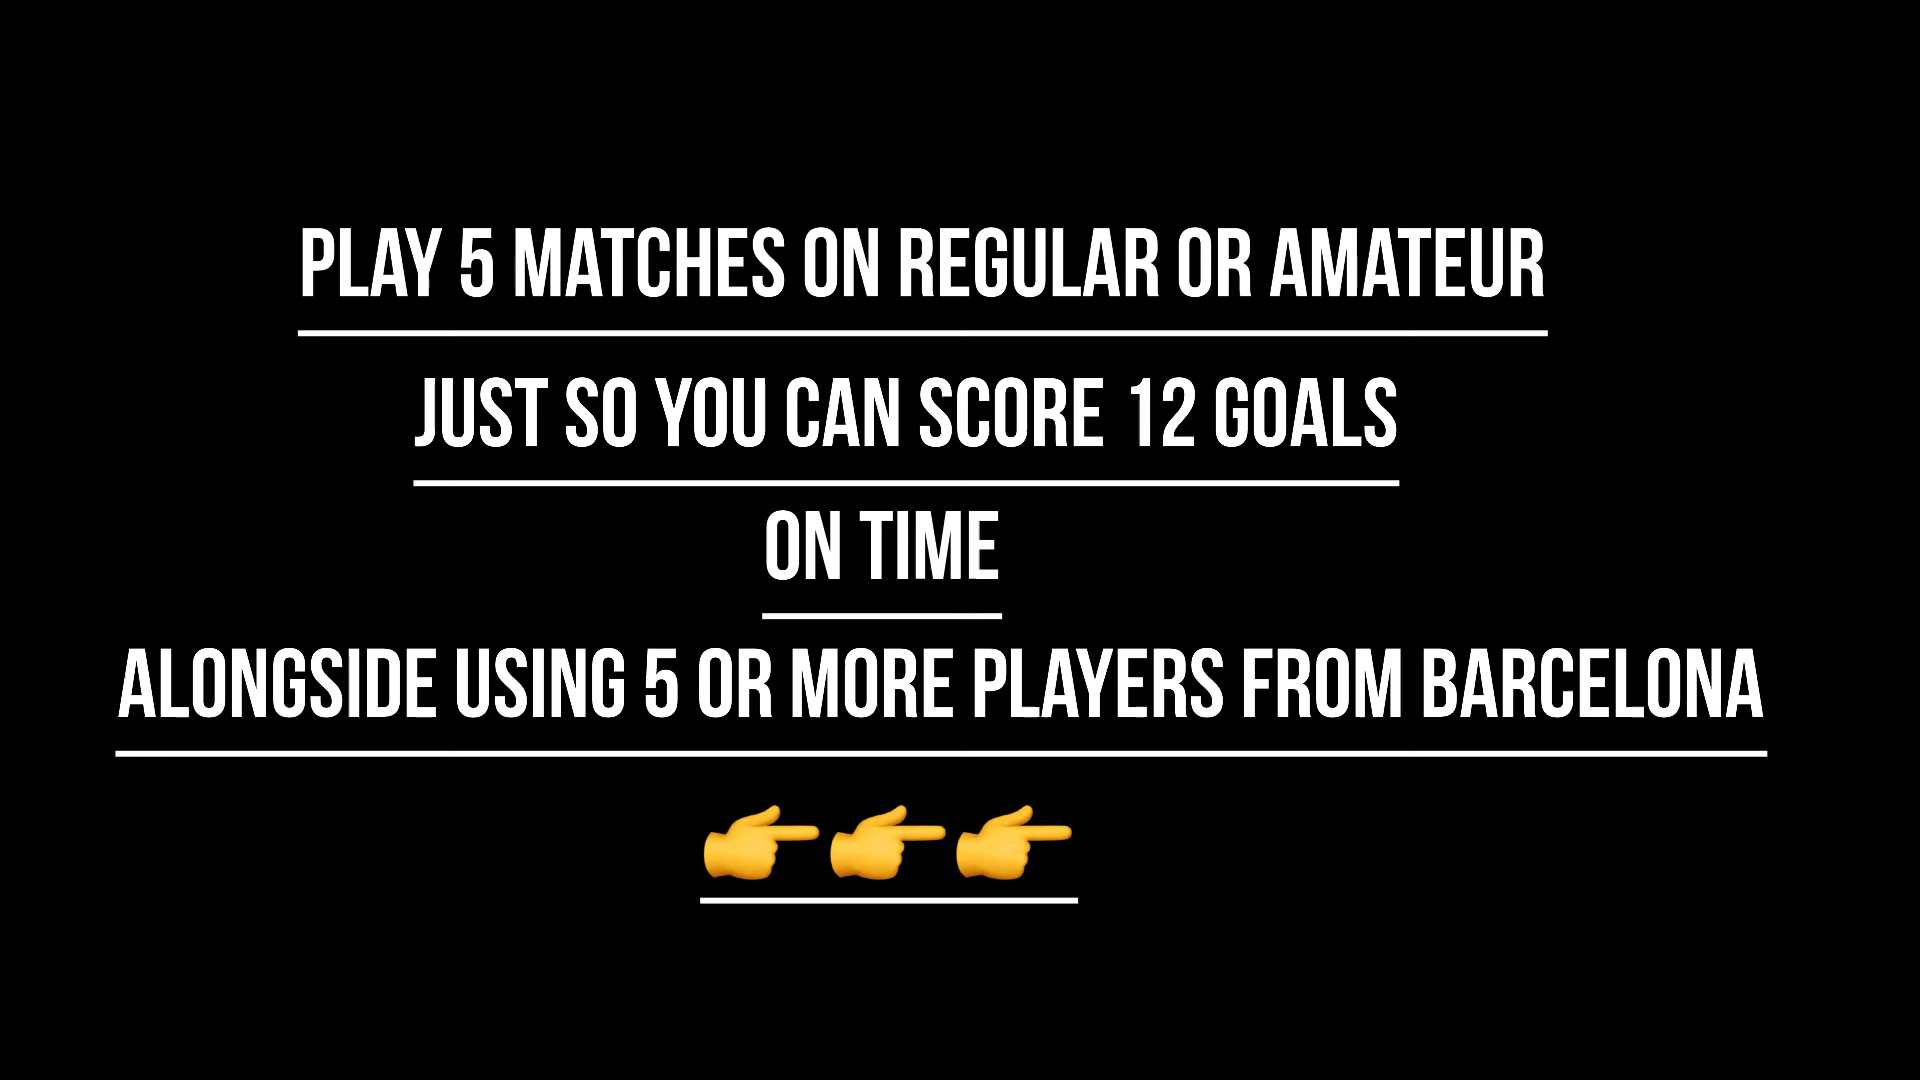 PLAY 5 MATCHES ON REGULAR OR AMATEUR
JUST SO YOU CAN SCORE 12 GOALS
ON TIME
ALONGSIDE USING 5 OR MORE PLAYERS FROM BARCELONA
👉👉👉